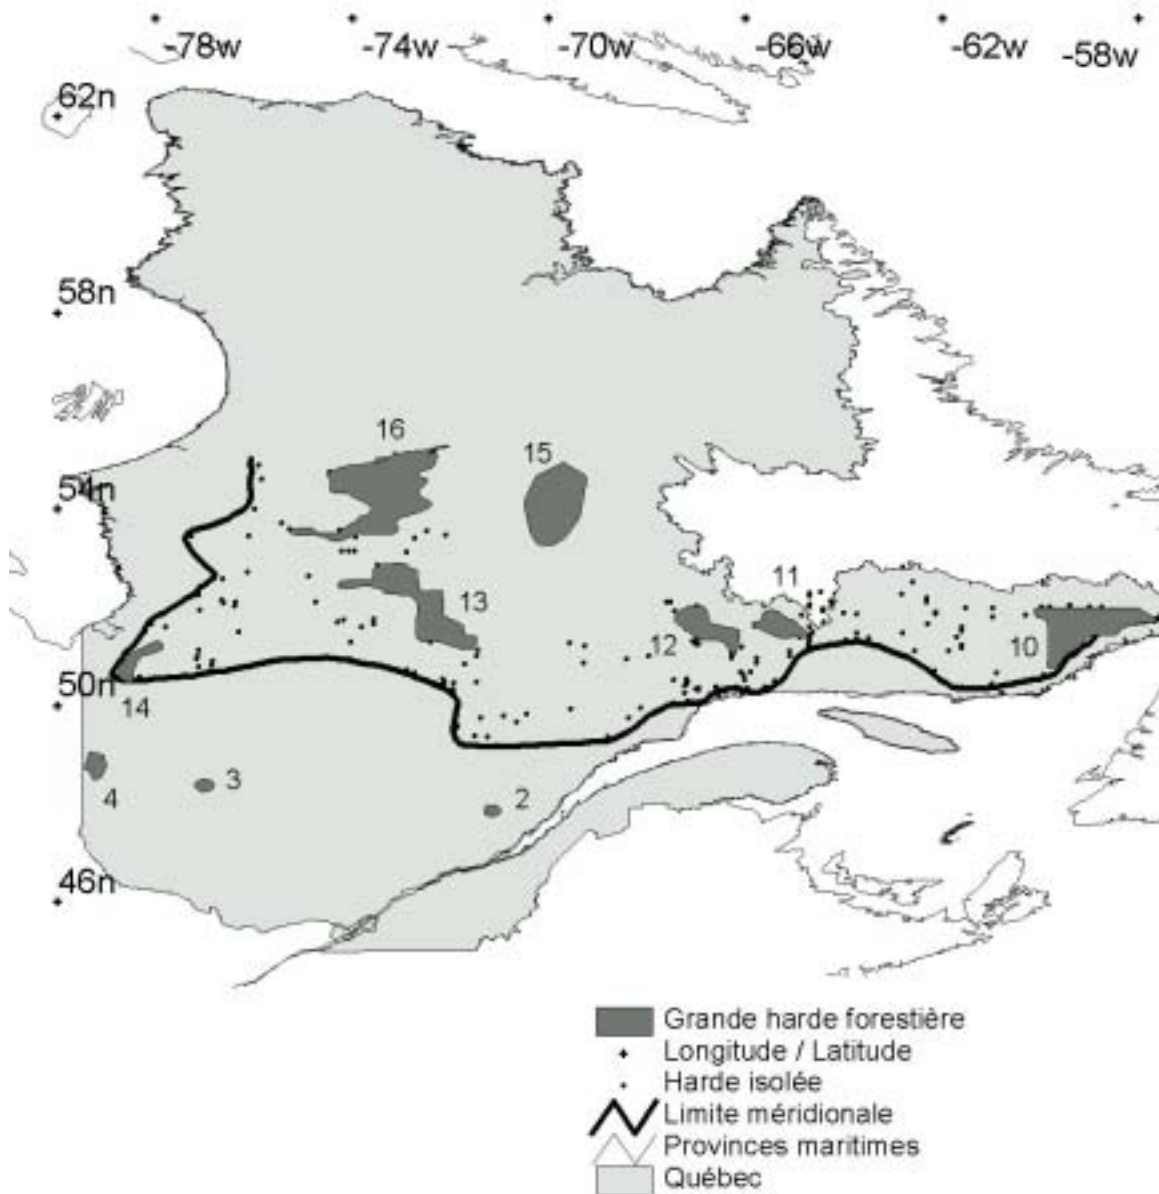 -78w -74w -70w -66w -62w -58w
62n
58n
16
15
54n
11
13
12
10
50n
14
3
4
2
46n
Grande harde forestière
Longitude / Latitude
Harde isolée
Limite méridionale
Provinces maritimes
Québec